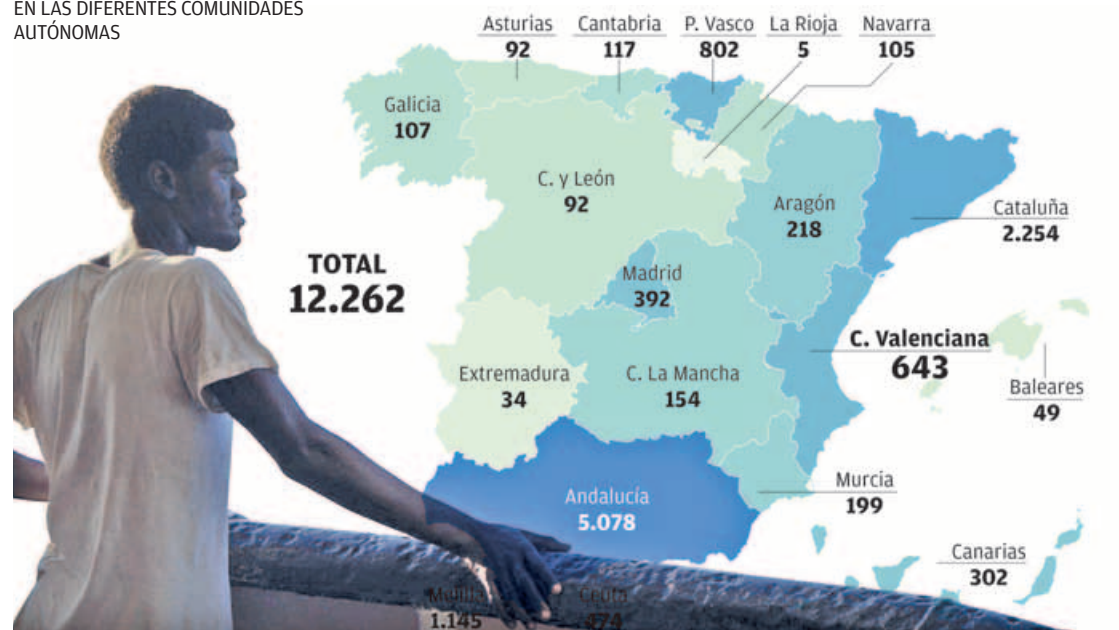 EN LAS DIFERENTES COMUNIDADES
AUTÓNOMAS
Asturias
92
Cantabria
117
P. Vasco
802
La Rioja
5
Navarra
105
Galicia
107
C. y León
92
Aragón
218
Cataluña
2.254
TOTAL
12.262
Madrid
392
C. Valenciana
643
Extremadura
34
C. La Mancha
154
Baleares
49
Andalucía
5.078
Murcia
199
Canarias
302
Melilla
1.145
Ceuta
474